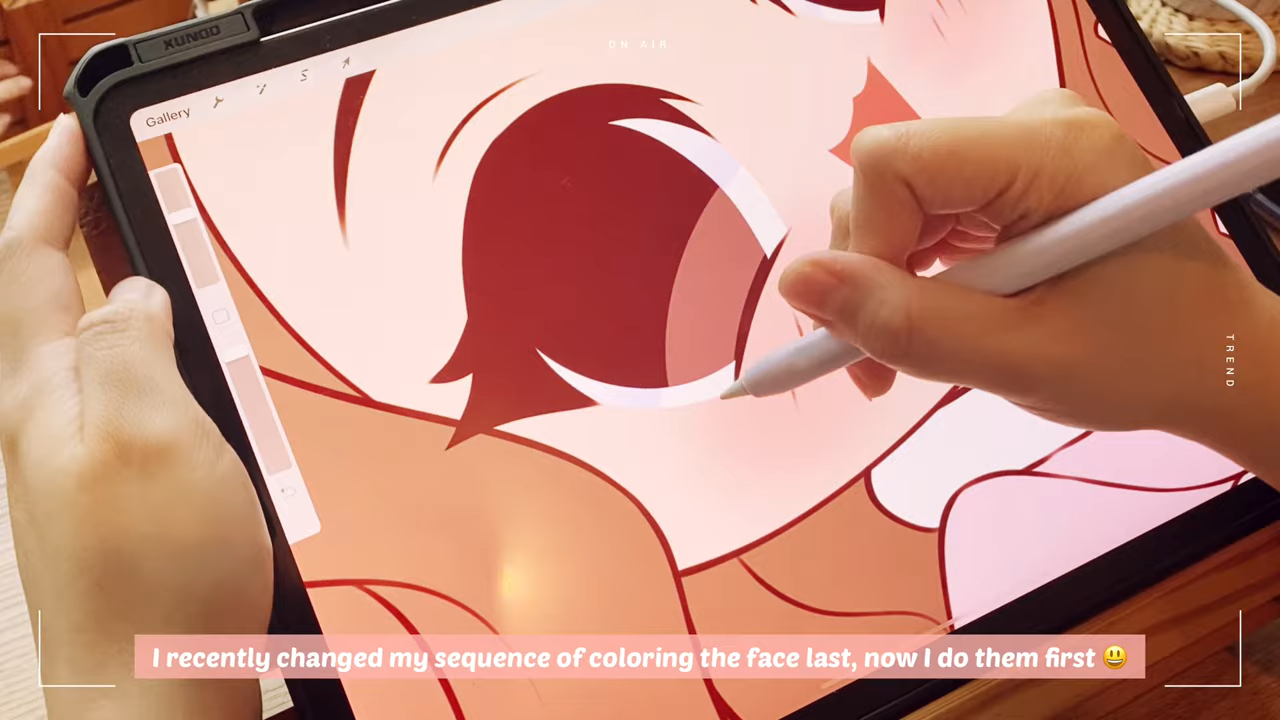 XUNDD
ON AIR
Gallery
TREND
I recently changed my sequence of coloring the face last, now I do them first 😃